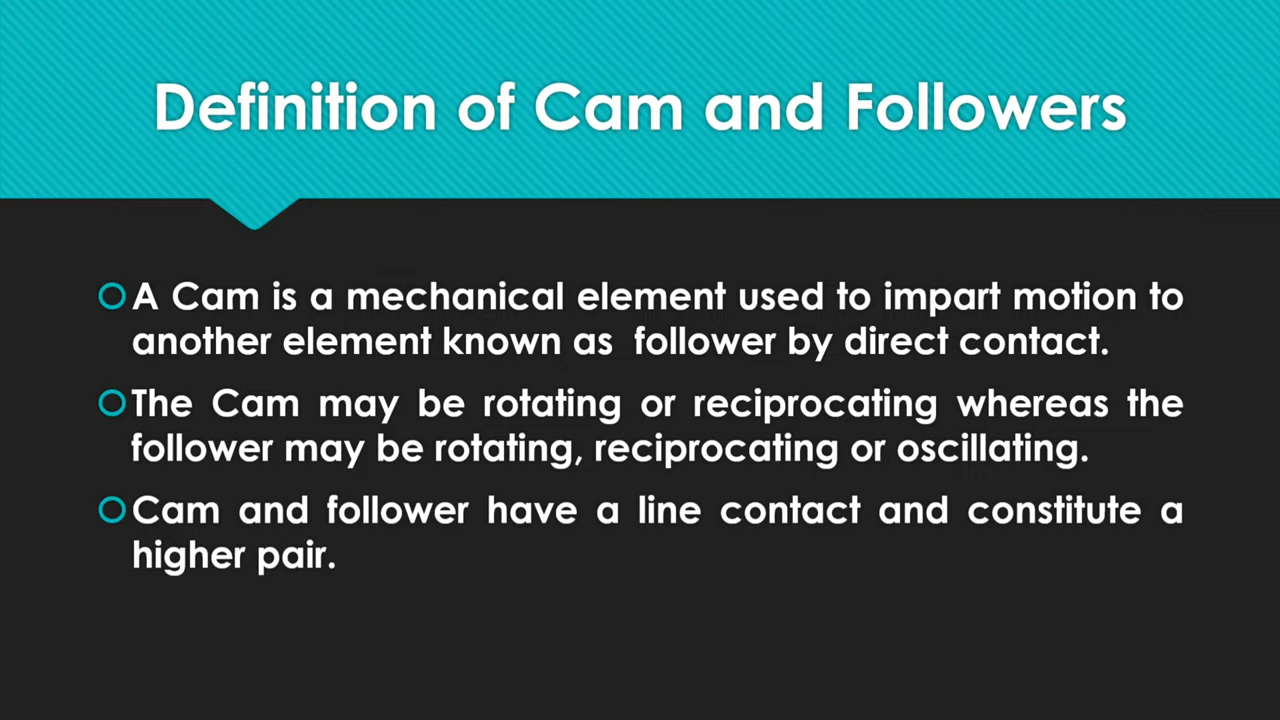 Definition of Cam and Followers
A Cam is a mechanical element used to impart motion to
another element known as follower by direct contact.
The Cam may be rotating or reciprocating whereas the
follower may be rotating, reciprocating or oscillating.
Cam and follower have a line contact and constitute a
higher pair.